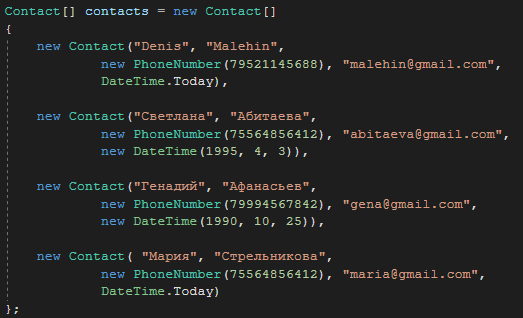 Contact[] contacts = new Contact[]
{
new Contact("Denis", "Malehin",
new PhoneNumber(79521145688), "malehin@gmail.com",
DateTime.Today),
new Contact("Светлана", "Абитаева",
new PhoneNumber(75564856412), "abitaeva@gmail.com",
new DateTime(1995, 4, 3)),
new Contact("Генадий", "Афанасьев",
new PhoneNumber(79994567842), "gena@gmail.com",
new DateTime(1990, 10, 25)),
new Contact( "Мария", "Стрельникова",
new PhoneNumber(75564856412), "maria@gmail.com",
DateTime.Today)
};